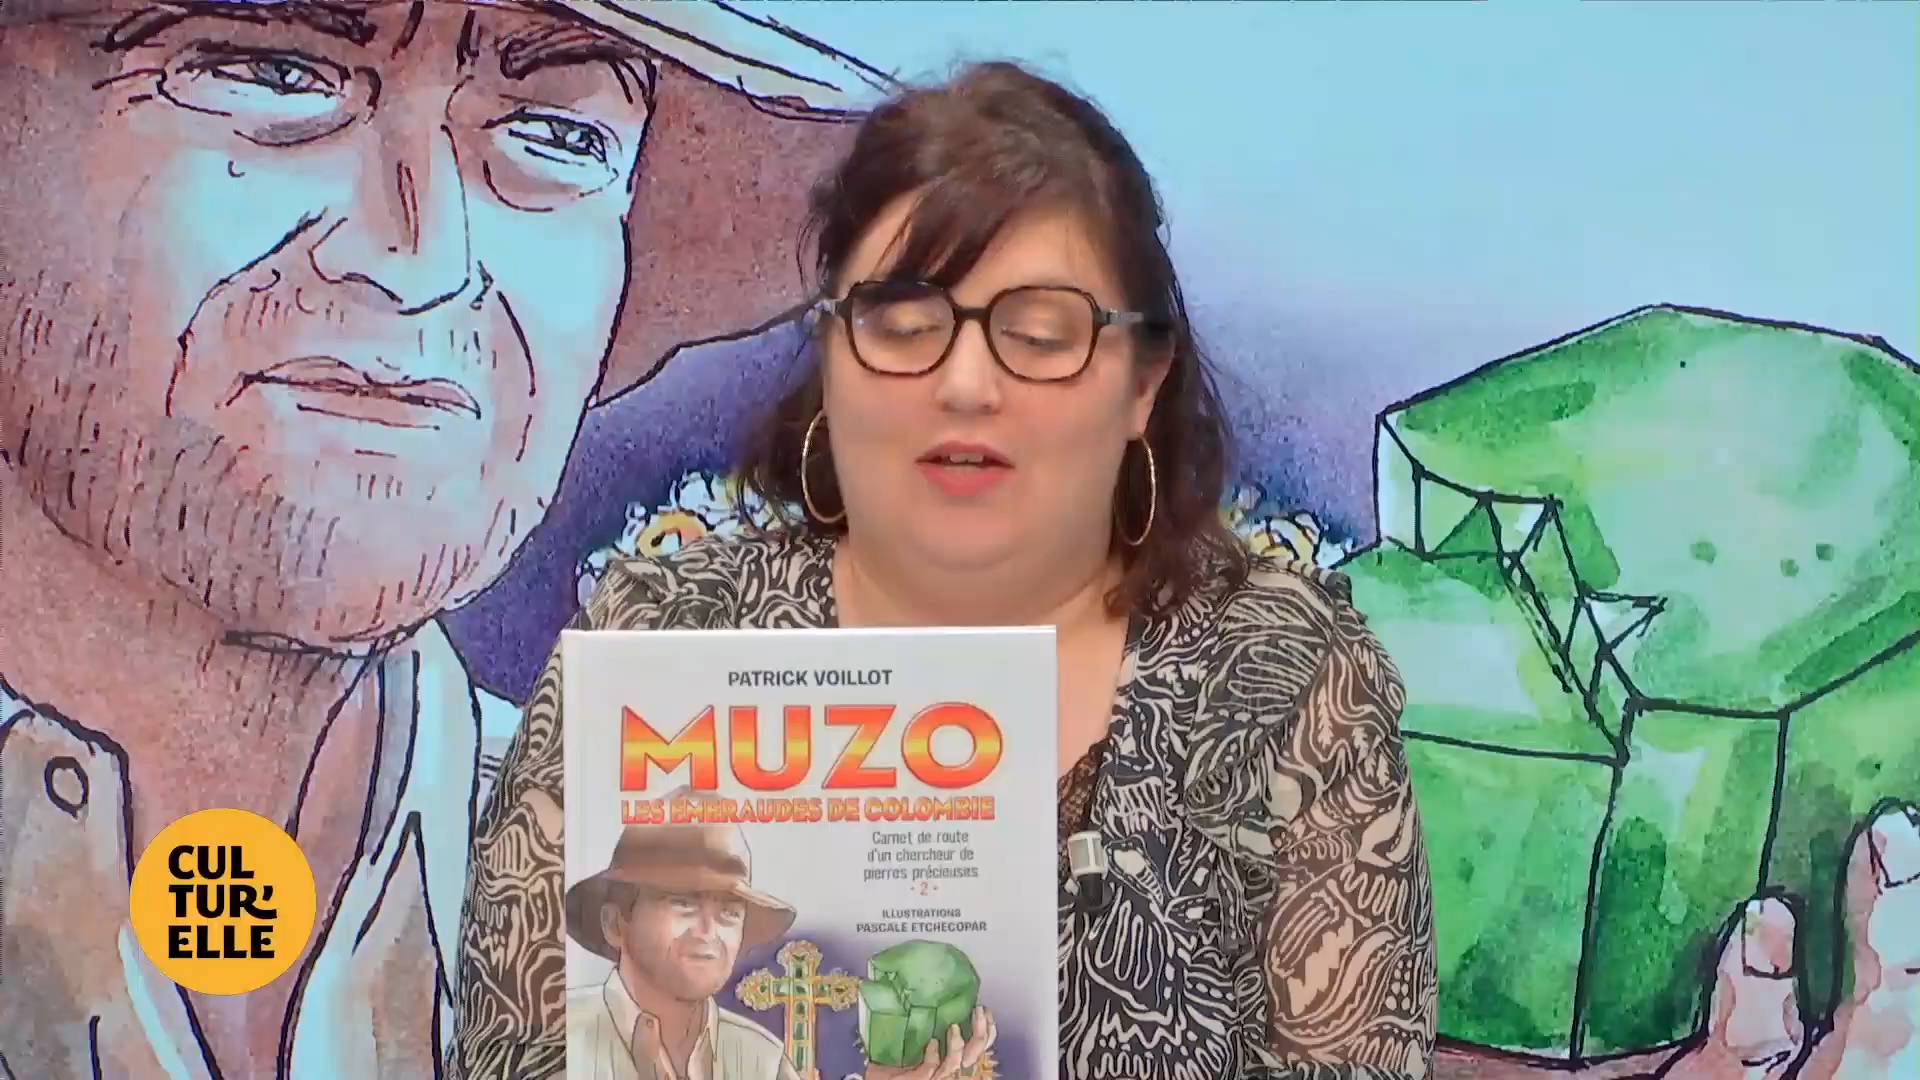 PATRICK VOILLOT
MUZO
LES ÉMERAUDES DE COLOMBIE
Carnet de route
d'un chercheur de
pierres précieuses
- 2 -
ILLUSTRATIONS
PASCALE ETCHECOPAR
CUL
TUR'
ELLE